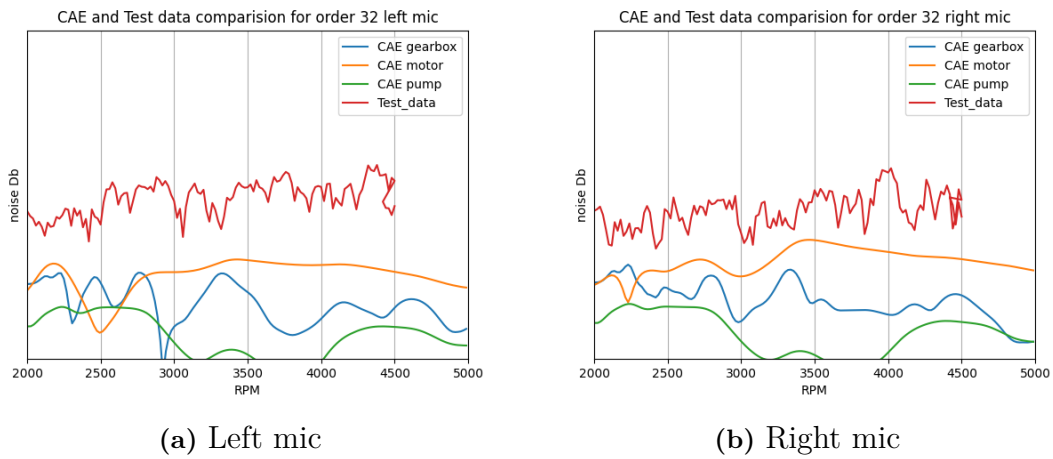 CAE and Test data comparision for order 32 left mic
CAE gearbox
CAE motor
CAE pump
Test_data
noise Db
2000 2500 3000 3500 4000 4500 5000
RPM
(a) Left mic
CAE and Test data comparision for order 32 right mic
CAE gearbox
CAE motor
CAE pump
Test_data
noise Db
2000 2500 3000 3500 4000 4500 5000
RPM
(b) Right mic